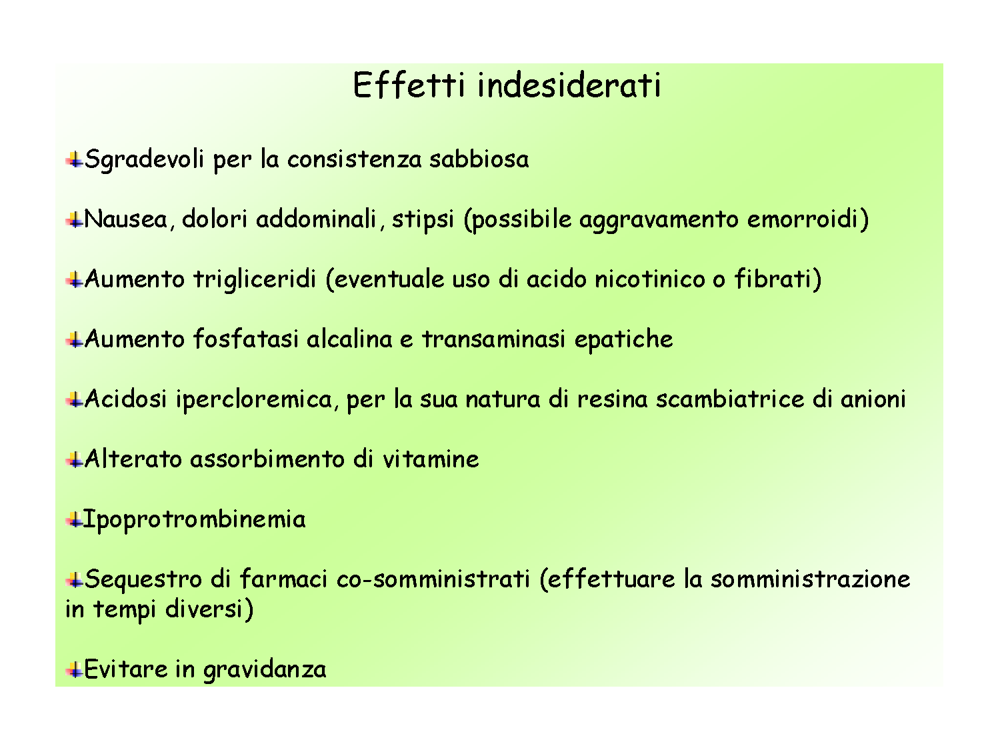 Effetti indesiderati
Sgradevoli per la consistenza sabbiosa
Nausea, dolori addominali, stipsi (possibile aggravamento emorroidi)
Aumento trigliceridi (eventuale uso di acido nicotinico o fibrati)
Aumento fosfatasi alcalina e transaminasi epatiche
Acidosi ipercloremica, per la sua natura di resina scambiatrice di anioni
Alterato assorbimento di vitamine
Ipoprotrombinemia
Sequestro di farmaci co-somministrati (effettuare la somministrazione
in tempi diversi)
Evitare in gravidanza